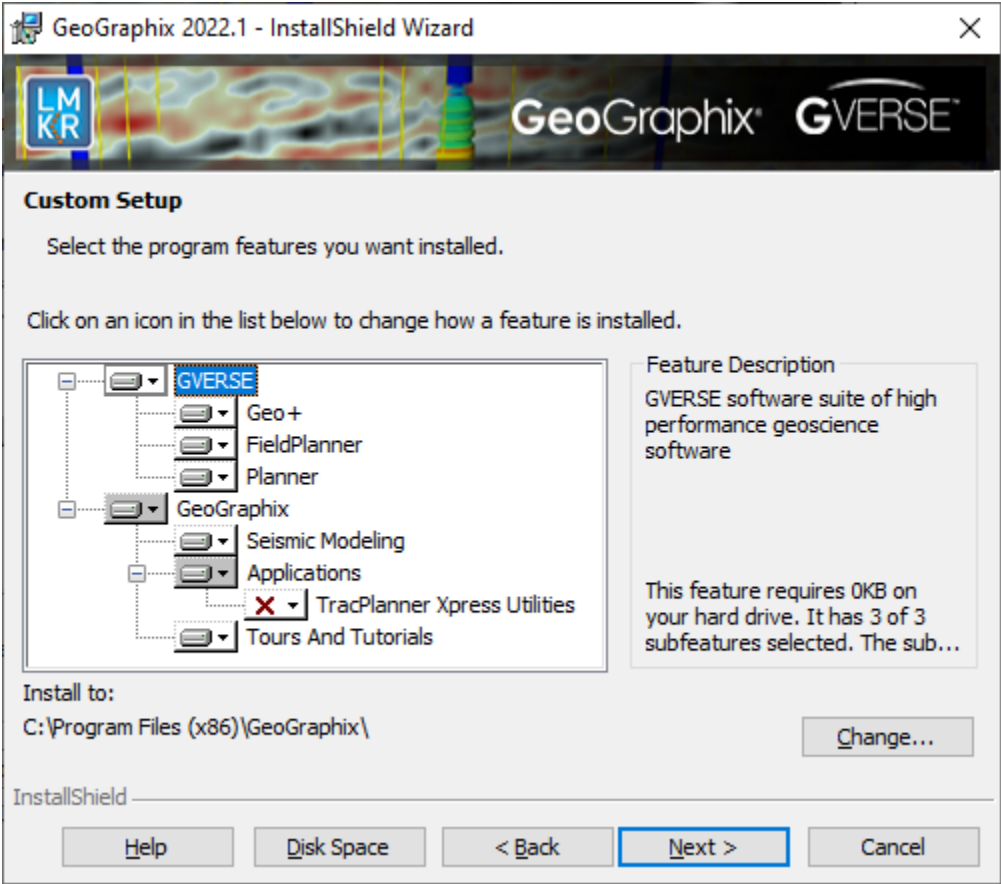 GeoGraphix 2022.1 - InstallShield Wizard
LM
KR
GeoGraphix®
GVERSE™
Custom Setup
Select the program features you want installed.
Click on an icon in the list below to change how a feature is installed.
GVERSE
Geo+
FieldPlanner
Planner
GeoGraphix
Seismic Modeling
Applications
TracPlanner Xpress Utilities
Tours And Tutorials
Feature Description
GVERSE software suite of high
performance geoscience
software
This feature requires 0KB on
your hard drive. It has 3 of 3
subfeatures selected. The sub...
Install to:
C:\Program Files (x86)\GeoGraphix\
Change...
InstallShield
Help
Disk Space
< Back
Next >
Cancel